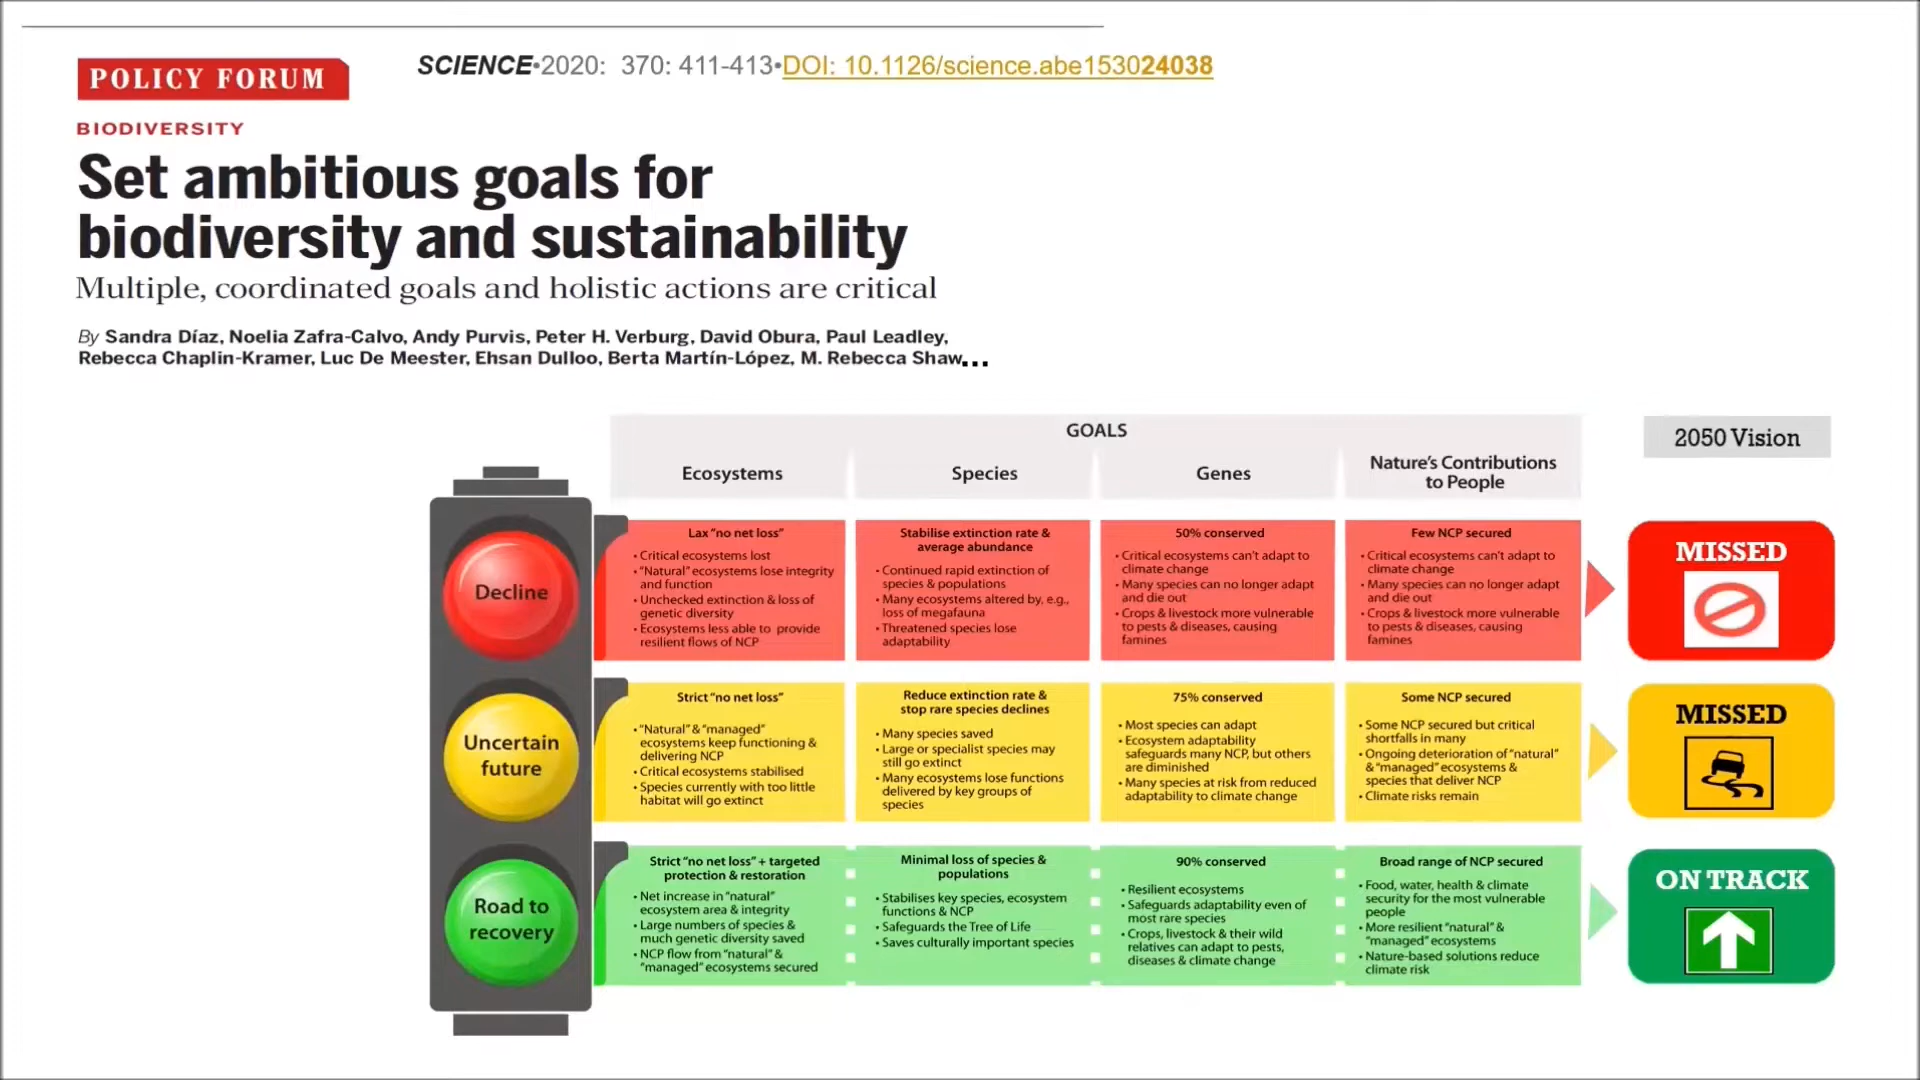 POLICY FORUM
SCIENCE•2020: 370: 411-413•DOI: 10.1126/science.abe153024038
BIODIVERSITY
Set ambitious goals for
biodiversity and sustainability
Multiple, coordinated goals and holistic actions are critical
By Sandra Díaz, Noelia Zafra-Calvo, Andy Purvis, Peter H. Verburg, David Obura, Paul Leadley,
Rebecca Chaplin-Kramer, Luc De Meester, Ehsan Dulloo, Berta Martín-López, M. Rebecca Shaw...
GOALS
2050 Vision
Ecosystems
Species
Genes
Nature's Contributions
to People
Decline
Lax "no net loss"
• Critical ecosystems lost
• "Natural" ecosystems lose integrity
and function
• Unchecked extinction & loss of
genetic diversity
• Ecosystems less able to provide
resilient flows of NCP
Stabilise extinction rate &
average abundance
• Continued rapid extinction of
species & populations
• Many ecosystems altered by, e.g.,
loss of megafauna
• Threatened species lose
adaptability
50% conserved
• Critical ecosystems can't adapt to
climate change
• Many species can no longer adapt
and die out
• Crops & livestock more vulnerable
to pests & diseases, causing
famines
Few NCP secured
• Critical ecosystems can't adapt to
climate change
• Many species can no longer adapt
and die out
• Crops & livestock more vulnerable
to pests & diseases, causing
famines
MISSED
Uncertain
future
Strict "no net loss"
• "Natural" & "managed"
ecosystems keep functioning &
delivering NCP
• Critical ecosystems stabilised
• Species currently with too little
habitat will go extinct
Reduce extinction rate &
stop rare species declines
• Many species saved
• Large or specialist species may
still go extinct
• Many ecosystems lose functions
delivered by key groups of
species
75% conserved
• Most species can adapt
• Ecosystem adaptability
safeguards many NCP, but others
are diminished
• Many species at risk from reduced
adaptability to climate change
Some NCP secured
• Some NCP secured but critical
shortfalls in many
• Ongoing deterioration of "natural"
& "managed" ecosystems &
species that deliver NCP
• Climate risks remain
MISSED
Road to
recovery
Strict "no net loss" + targeted
protection & restoration
• Net increase in "natural"
ecosystem area & integrity
• Large numbers of species &
much genetic diversity saved
• NCP flow from "natural" &
"managed" ecosystems secured
Minimal loss of species &
populations
• Stabilises key species, ecosystem
functions & NCP
• Safeguards the Tree of Life
• Saves culturally important species
90% conserved
• Resilient ecosystems
• Safeguards adaptability even of
most rare species
• Crops, livestock & their wild
relatives can adapt to pests,
diseases & climate change
Broad range of NCP secured
• Food, water, health & climate
security for the most vulnerable
people
• More resilient "natural" &
"managed" ecosystems
• Nature-based solutions reduce
climate risk
ON TRACK